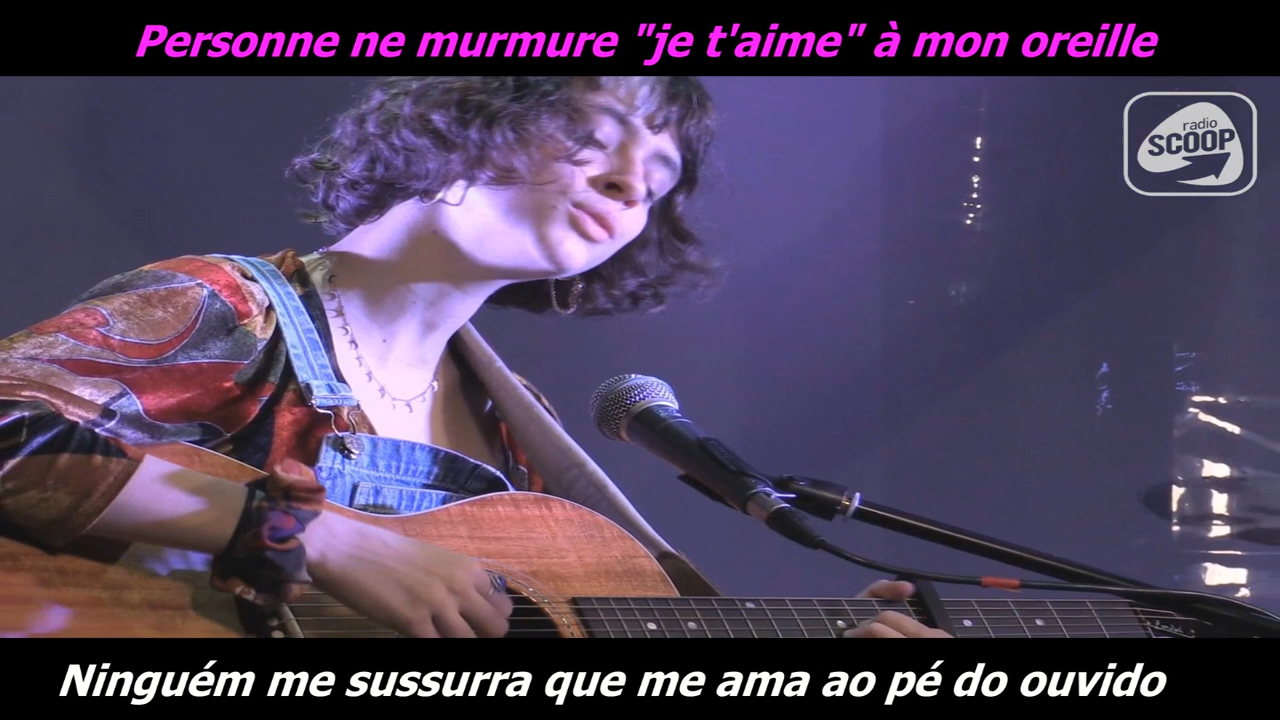 Personne ne murmure "je t'aime" à mon oreille
radio
SCOOP
Ninguém me sussurra que me ama ao pé do ouvido